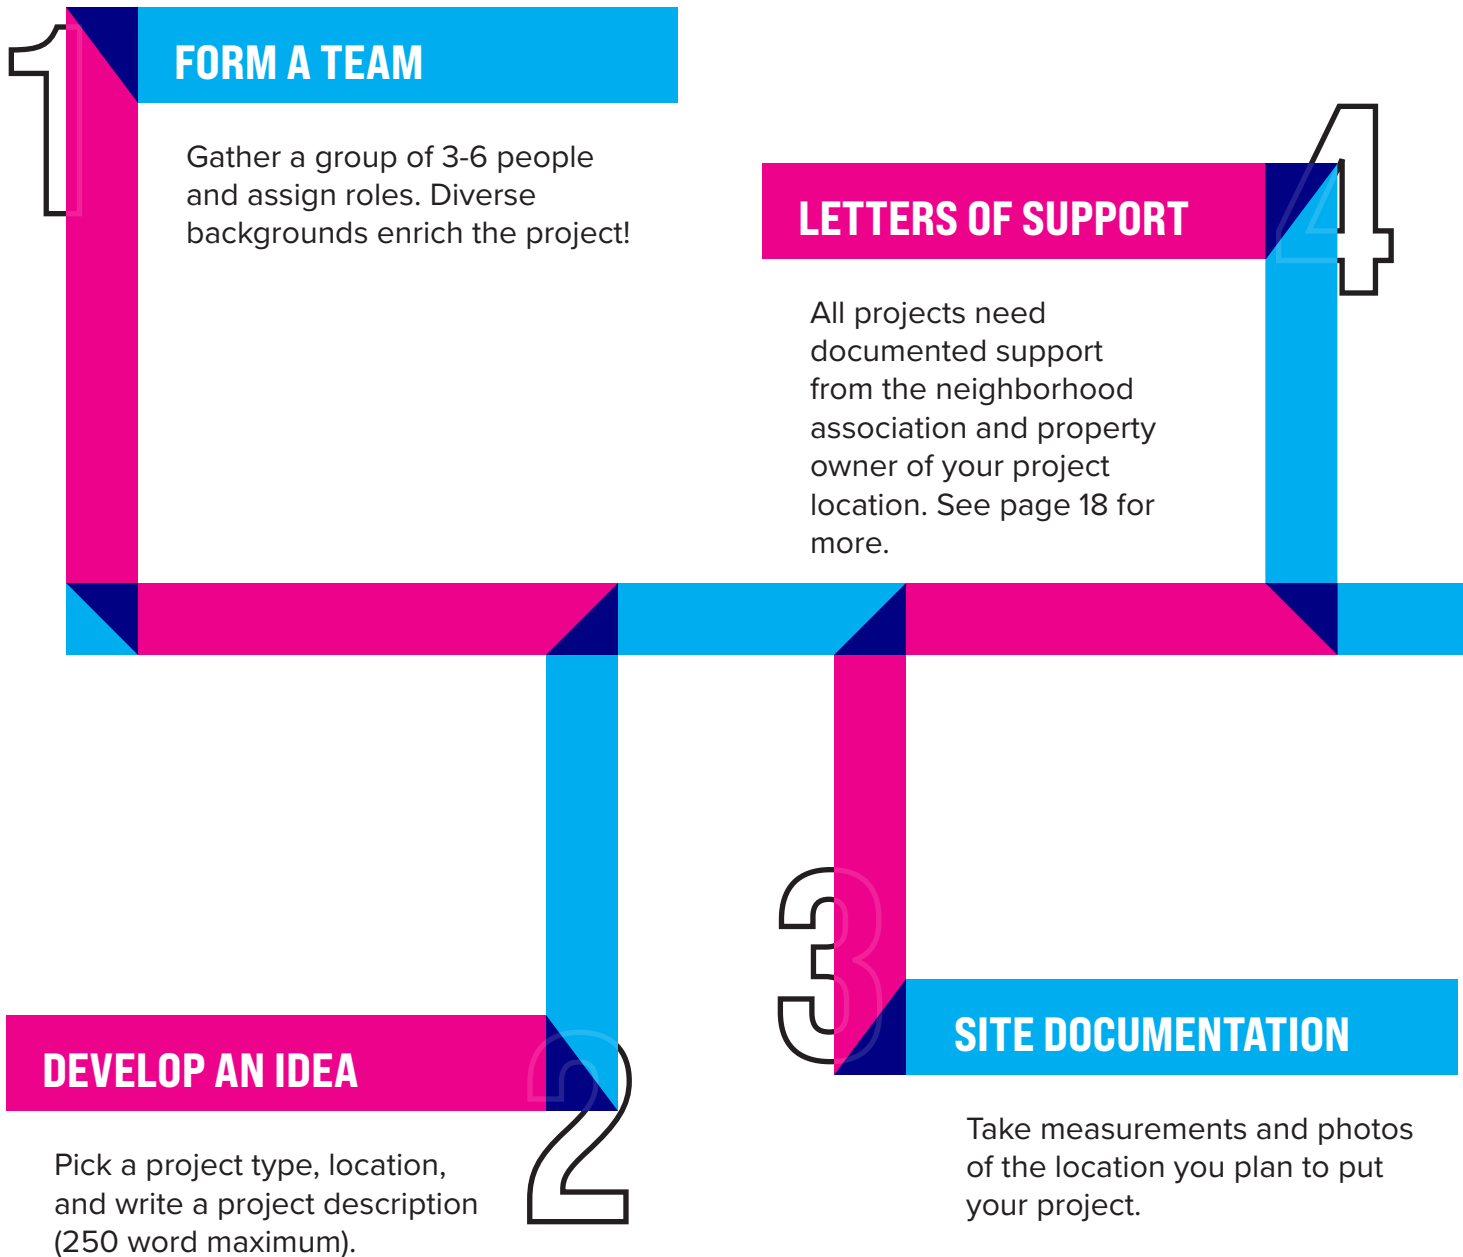 1
FORM A TEAM
Gather a group of 3-6 people
and assign roles. Diverse
backgrounds enrich the project!
2
DEVELOP AN IDEA
Pick a project type, location,
and write a project description
(250 word maximum).
3
SITE DOCUMENTATION
Take measurements and photos
of the location you plan to put
your project.
4
LETTERS OF SUPPORT
All projects need
documented support
from the neighborhood
association and property
owner of your project
location. See page 18 for
more.